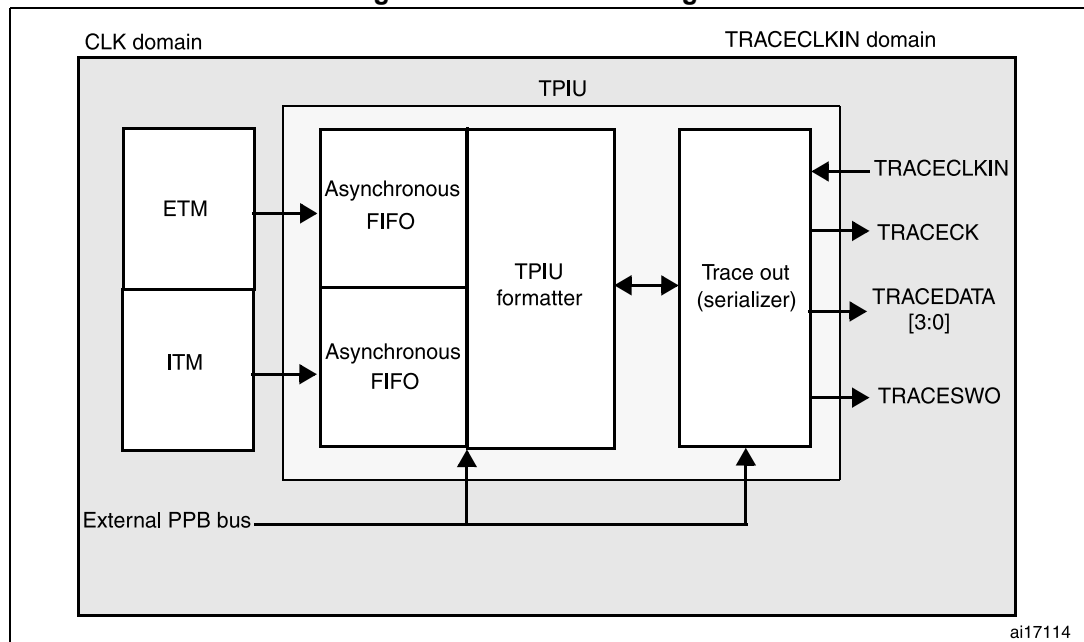 CLK domain
TRACECLKIN domain
TPIU
ETM
Asynchronous
FIFO
TPIU
formatter
Trace out
(serializer)
TRACECLKIN
TRACECK
TRACEDATA
[3:0]
TRACESWO
ITM
Asynchronous
FIFO
External PPB bus
ai17114